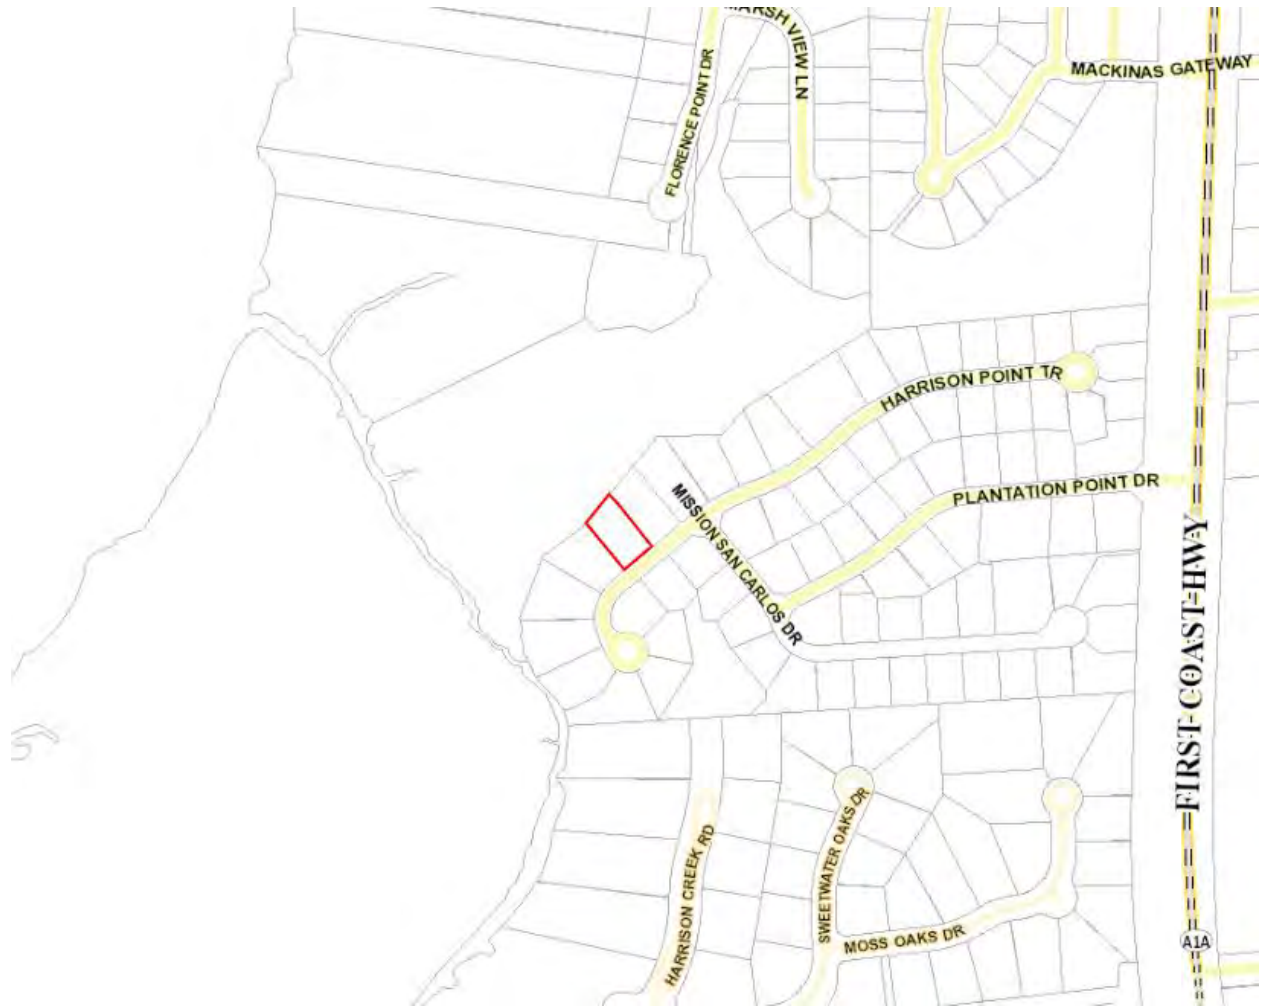 MARSH VIEW LN
MACKINAS GATEWAY
FLORENCE POINT DR
HARRISON POINT TR
MISSION SAN CARLOS DR
PLANTATION POINT DR
FIRST COAST HWY
SWEETWATER OAKS DR
HARRISON CREEK RD
MOSS OAKS DR
A1A